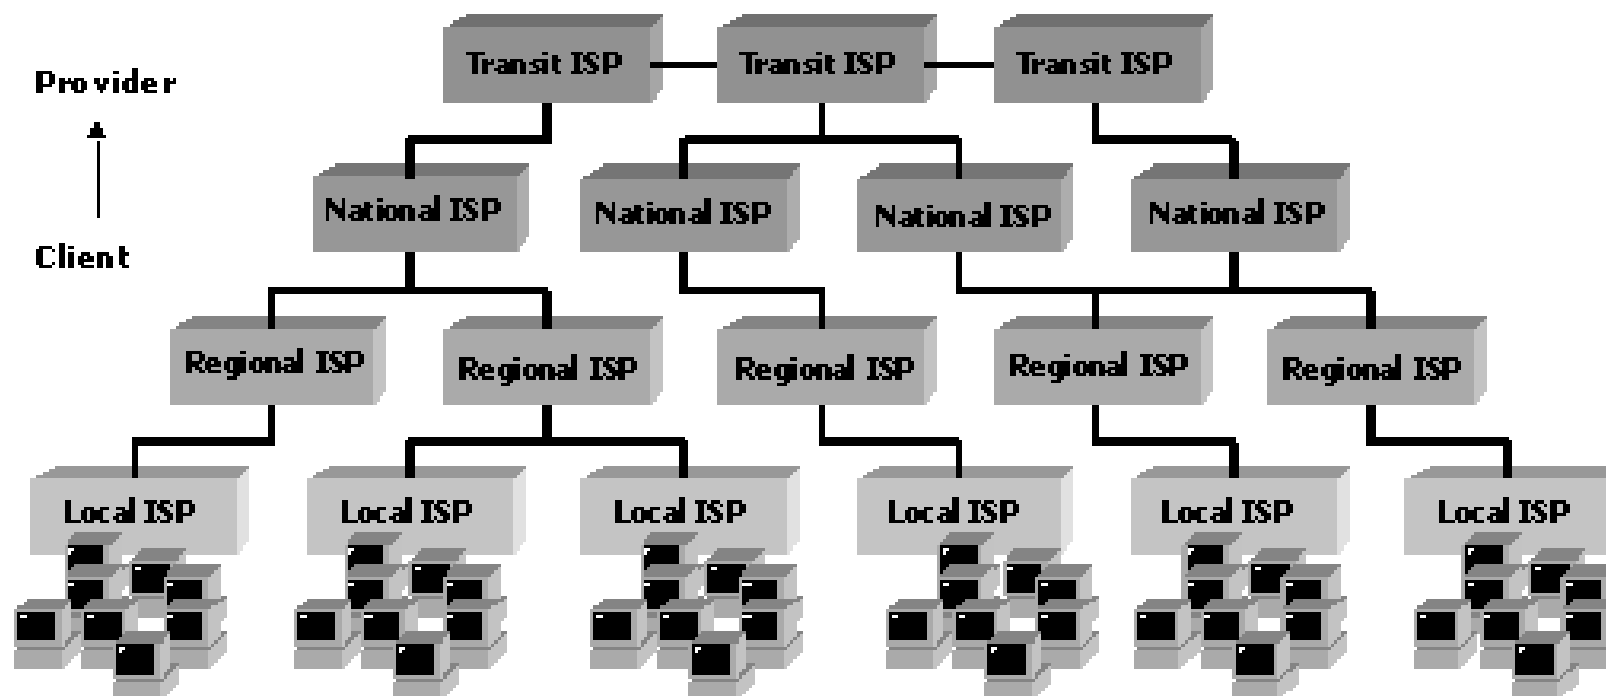 Transit ISP
Transit ISP
Transit ISP
Provider
Client
National ISP
National ISP
National ISP
National ISP
Regional ISP
Regional ISP
Regional ISP
Regional ISP
Regional ISP
Local ISP
Local ISP
Local ISP
Local ISP
Local ISP
Local ISP